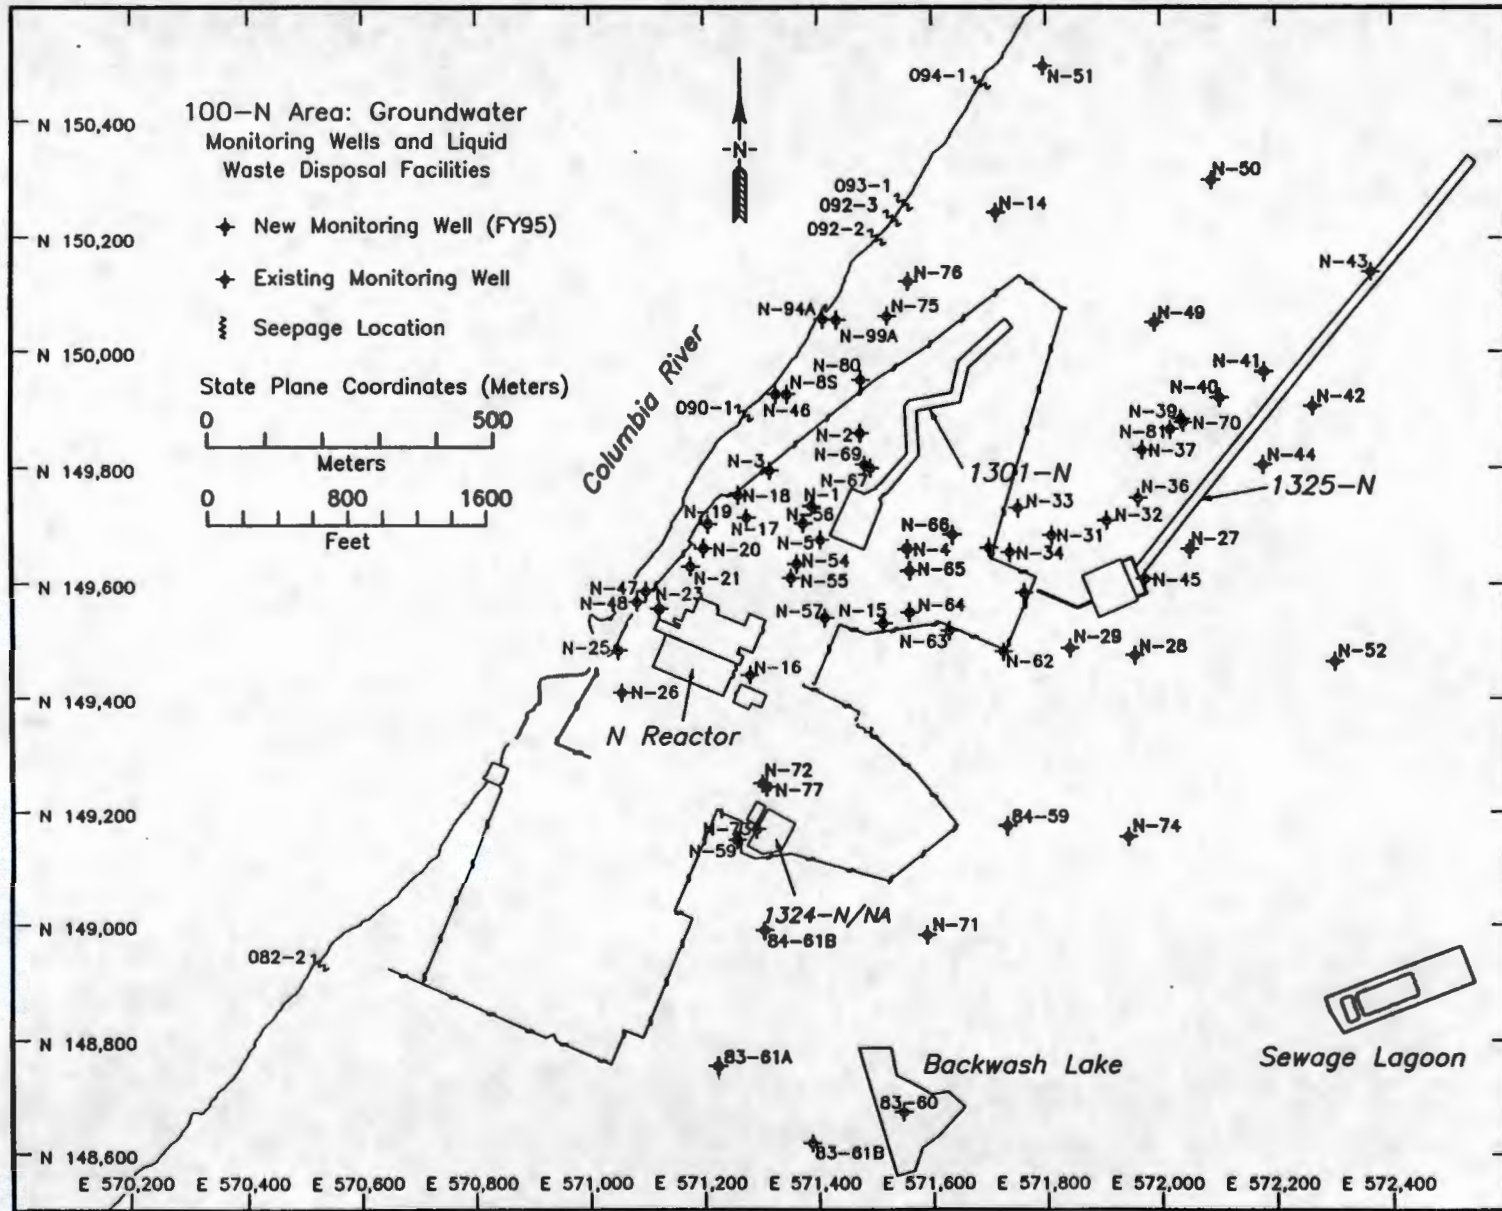 100-N Area: Groundwater
Monitoring Wells and Liquid
Waste Disposal Facilities
New Monitoring Well (FY95)
Existing Monitoring Well
Seepage Location
State Plane Coordinates (Meters)
0 500
Meters
0 800 1600
Feet
-N-
N 150,400
N 150,200
N 150,000
N 149,800
N 149,600
N 149,400
N 149,200
N 149,000
N 148,800
N 148,600
094-1
N-51
093-1
092-3
092-2
N-14
N-50
N-76
N-43
N-94A
N-75
N-99A
N-49
Columbia River
N-80
N-8S
N-46
090-1
N-41
N-40
N-42
N-39
N-70
N-81
N-37
N-2
N-69
N-3
N-67
1301-N
N-44
1325-N
N-36
N-18
N-1
N-33
N-19
N-17
N-56
N-32
N-66
N-31
N-5
N-4
N-34
N-27
N-20
N-54
N-65
N-21
N-55
N-45
N-47
N-23
N-48
N-57
N-15
N-64
N-63
N-62
N-29
N-28
N-52
N-25
N-16
N-26
N Reactor
N-72
N-77
N-59
84-59
N-74
1324-N/NA
84-61B
N-71
082-2
83-61A
Backwash Lake
83-60
83-61B
Sewage Lagoon
E 570,200 E 570,400 E 570,600 E 570,800 E 571,000 E 571,200 E 571,400 E 571,600 E 571,800 E 572,000 E 572,200 E 572,400